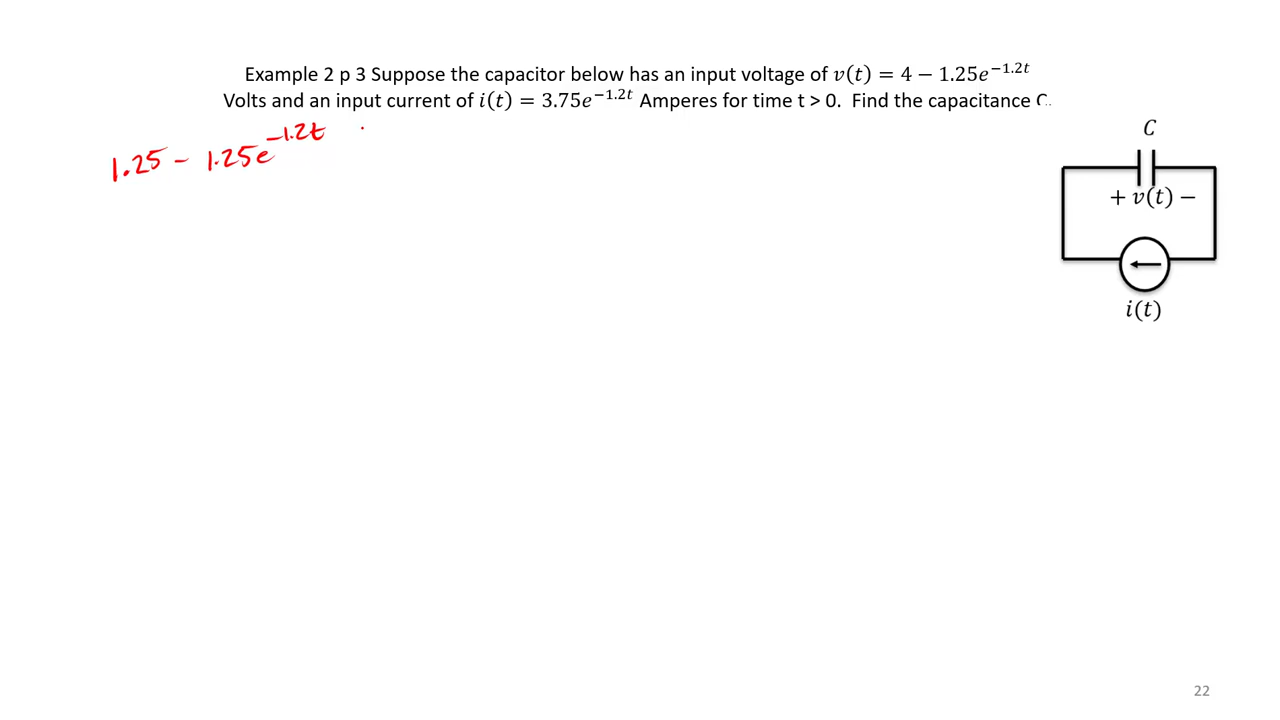 Example 2 p 3 Suppose the capacitor below has an input voltage of v(t) = 4 − 1.25e^−1.2t
Volts and an input current of i(t) = 3.75e^−1.2t Amperes for time t > 0. Find the capacitance C.
1.25 − 1.25e^−1.2t
C
+ v(t) −
i(t)
22